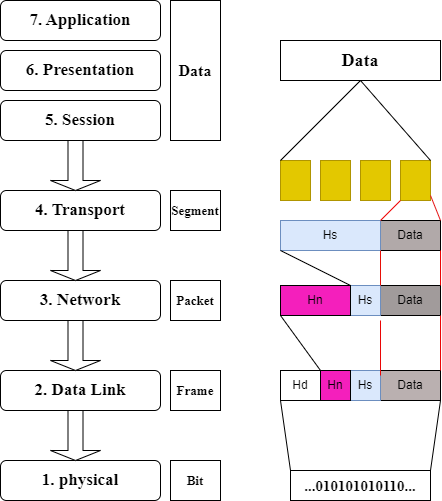 7. Application
6. Presentation
Data
5. Session
Data
4. Transport
Segment
Hs
Data
3. Network
Packet
Hn
Hs
Data
2. Data Link
Frame
Hd
Hn
Hs
Data
1. physical
Bit
...010101010110...